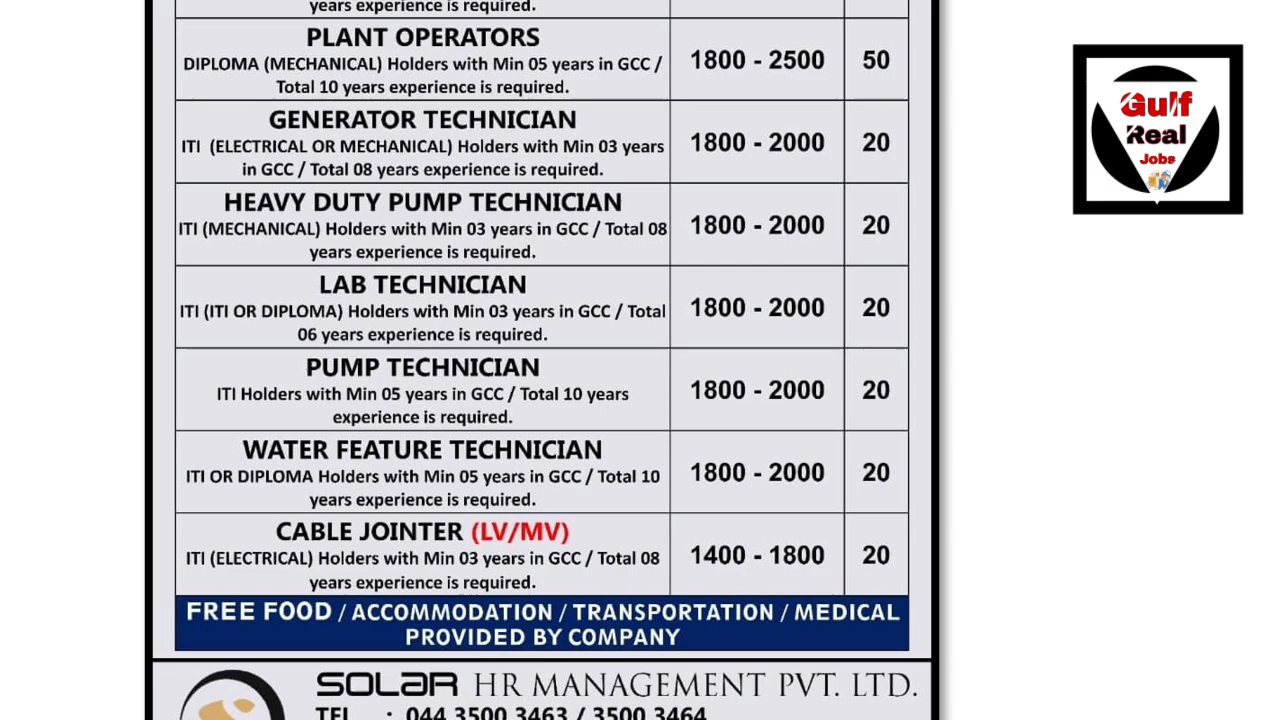 years experience is required.
PLANT OPERATORS
DIPLOMA (MECHANICAL) Holders with Min 05 years in GCC /
Total 10 years experience is required.
1800 - 2500
50
GENERATOR TECHNICIAN
ITI (ELECTRICAL OR MECHANICAL) Holders with Min 03 years
in GCC / Total 08 years experience is required.
1800 - 2000
20
HEAVY DUTY PUMP TECHNICIAN
ITI (MECHANICAL) Holders with Min 03 years in GCC / Total 08
years experience is required.
1800 - 2000
20
LAB TECHNICIAN
ITI (ITI OR DIPLOMA) Holders with Min 03 years in GCC / Total
06 years experience is required.
1800 - 2000
20
PUMP TECHNICIAN
ITI Holders with Min 05 years in GCC / Total 10 years
experience is required.
1800 - 2000
20
WATER FEATURE TECHNICIAN
ITI OR DIPLOMA Holders with Min 05 years in GCC / Total 10
years experience is required.
1800 - 2000
20
CABLE JOINTER (LV/MV)
ITI (ELECTRICAL) Holders with Min 03 years in GCC / Total 08
years experience is required.
1400 - 1800
20
FREE FOOD / ACCOMMODATION / TRANSPORTATION / MEDICAL
PROVIDED BY COMPANY
SOLAR HR MANAGEMENT PVT. LTD.
TEL : 044 3500 3463 / 3500 3464
Gulf
Real
Jobs